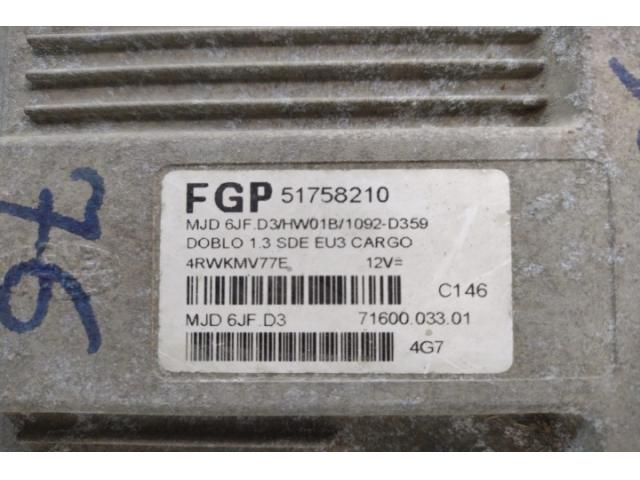 FGP 51758210
MJD 6JF.D3/HW01B/1092-D359
DOBLO 1.3 SDE EU3 CARGO
4RWKMV77E 12V=
C146
MJD 6JF.D3 71600.033.01
4G7
76